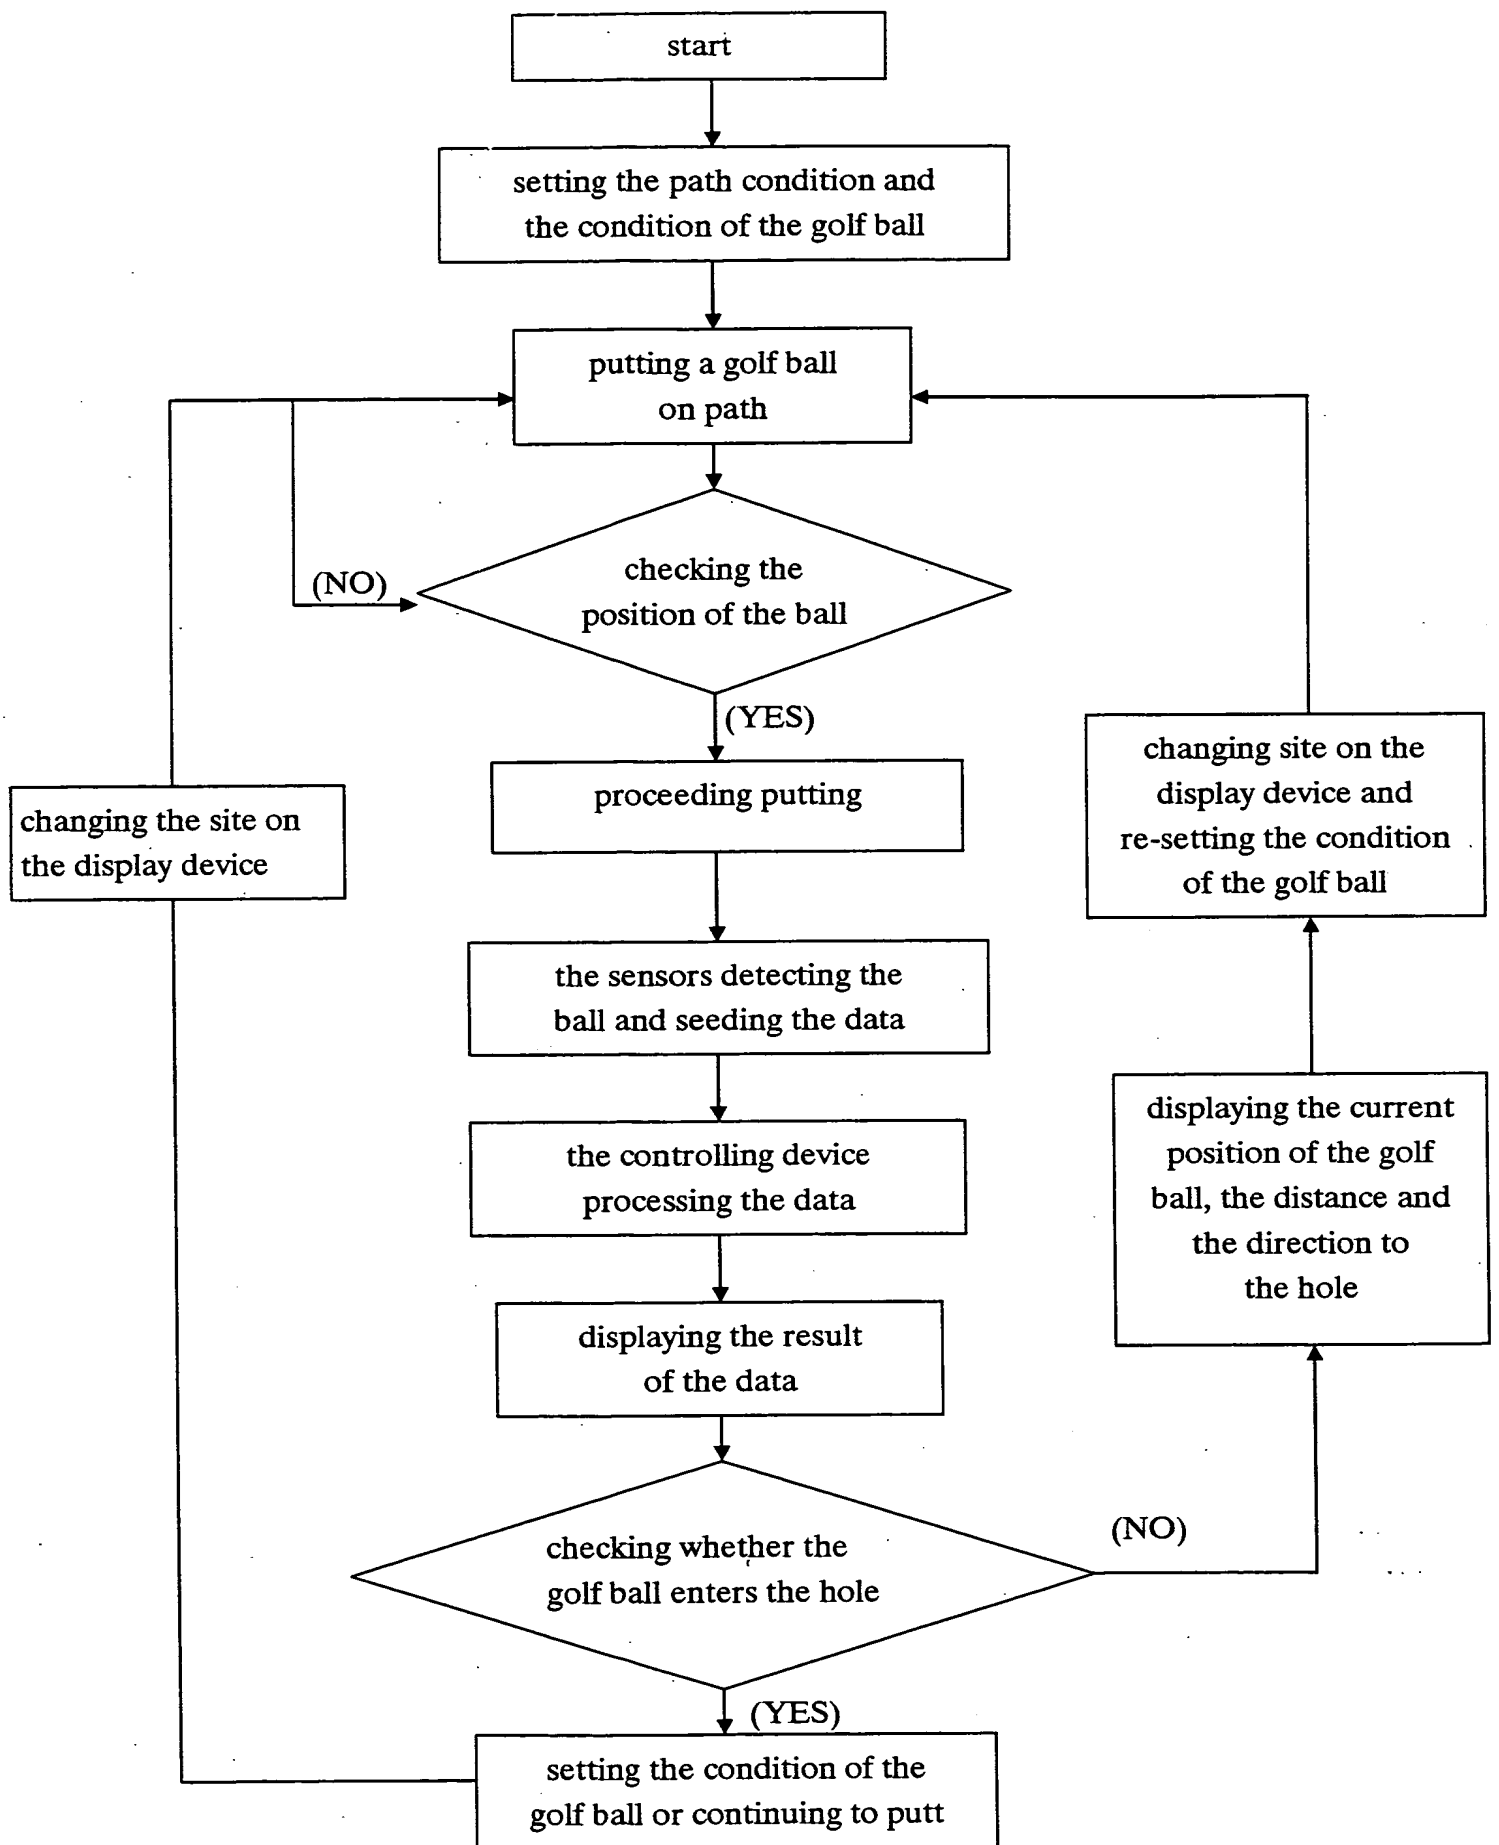 start
setting the path condition and
the condition of the golf ball
putting a golf ball
on path
(NO)
checking the
position of the ball
(YES)
proceeding putting
changing the site on
the display device
changing site on the
display device and
re-setting the condition
of the golf ball
the sensors detecting the
ball and seeding the data
the controlling device
processing the data
displaying the current
position of the golf
ball, the distance and
the direction to
the hole
displaying the result
of the data
checking whether the
golf ball enters the hole
(NO)
(YES)
setting the condition of the
golf ball or continuing to putt